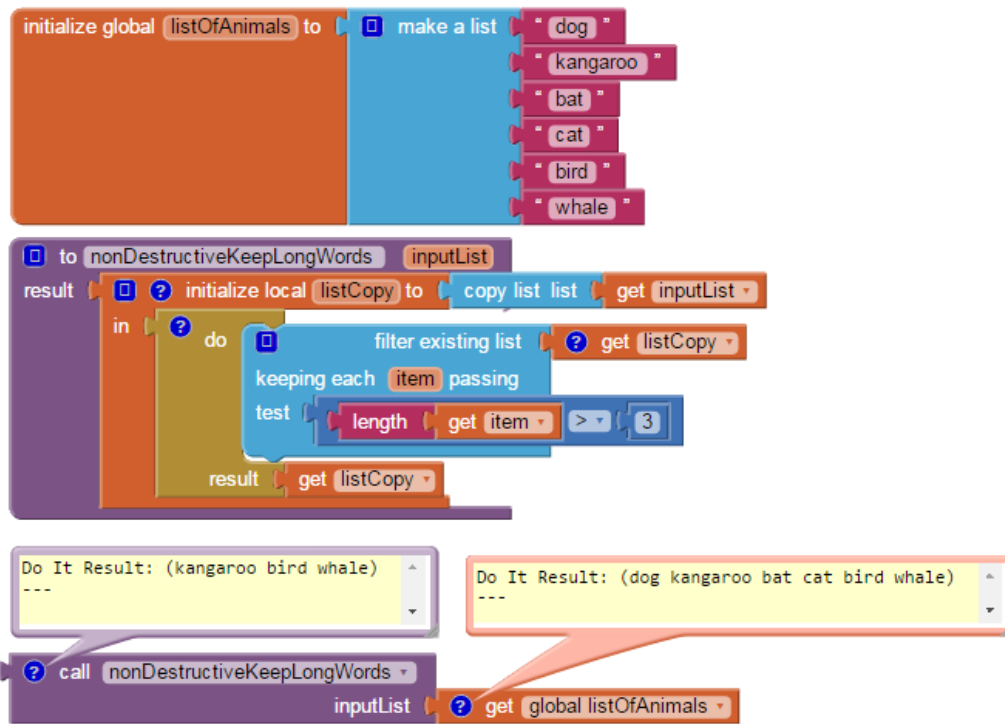 initialize global listOfAnimals to make a list " dog "
" kangaroo "
" bat "
" cat "
" bird "
" whale "
to nonDestructiveKeepLongWords inputList
result ? initialize local listCopy to copy list list get inputList
in ? do filter existing list ? get listCopy
keeping each item passing
test length get item > 3
result get listCopy
Do It Result: (kangaroo bird whale)
---
Do It Result: (dog kangaroo bat cat bird whale)
---
? call nonDestructiveKeepLongWords
inputList ? get global listOfAnimals